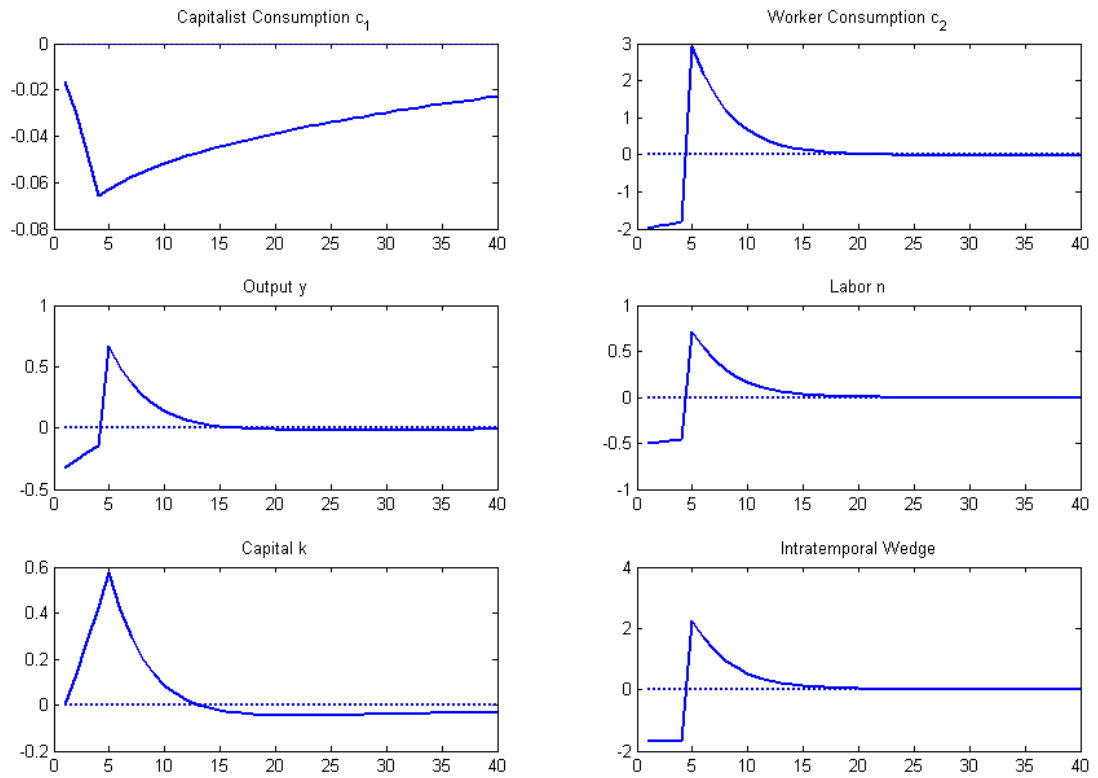 Capitalist Consumption c1
0
-0.02
-0.04
-0.06
-0.08
0 5 10 15 20 25 30 35 40
Worker Consumption c2
3
2
1
0
-1
-2
0 5 10 15 20 25 30 35 40
Output y
1
0.5
0
-0.5
0 5 10 15 20 25 30 35 40
Labor n
1
0.5
0
-0.5
-1
0 5 10 15 20 25 30 35 40
Capital k
0.6
0.4
0.2
0
-0.2
0 5 10 15 20 25 30 35 40
Intratemporal Wedge
4
2
0
-2
0 5 10 15 20 25 30 35 40